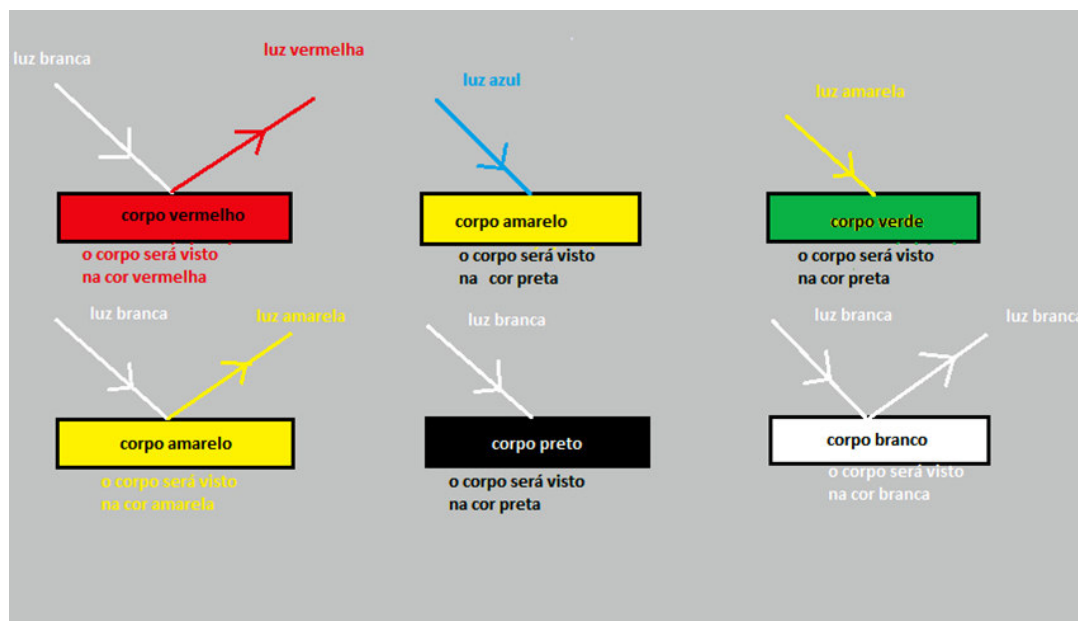 luz branca
luz vermelha
corpo vermelho
o corpo será visto
na cor vermelha
luz azul
corpo amarelo
o corpo será visto
na cor preta
luz amarela
corpo verde
o corpo será visto
na cor preta
luz branca
luz amarela
corpo amarelo
o corpo será visto
na cor amarela
luz branca
corpo preto
o corpo será visto
na cor preta
luz branca
luz branca
corpo branco
o corpo será visto
na cor branca